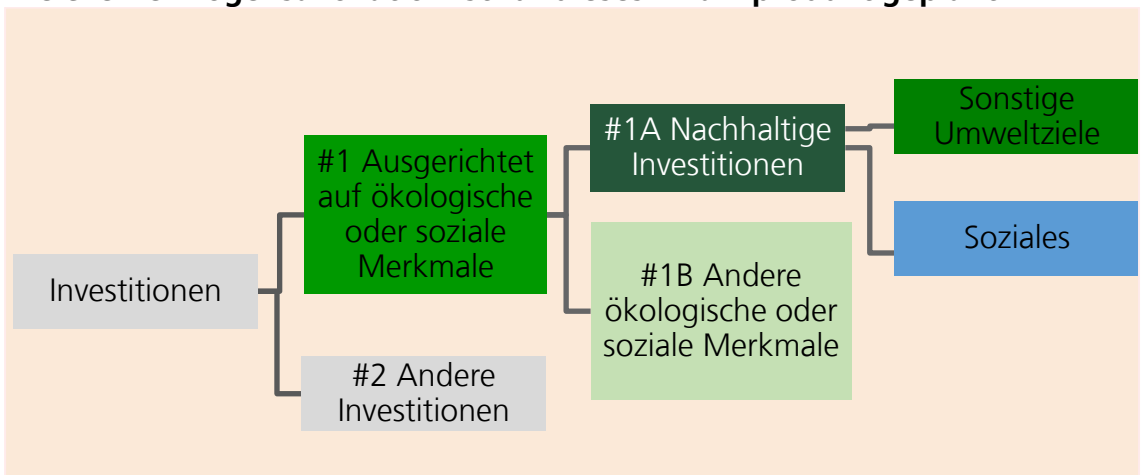 #1 Ausgerichtet
auf ökologische
oder soziale
Merkmale
#1A Nachhaltige
Investitionen
Sonstige
Umweltziele
Soziales
Investitionen
#1B Andere
ökologische oder
soziale Merkmale
#2 Andere
Investitionen